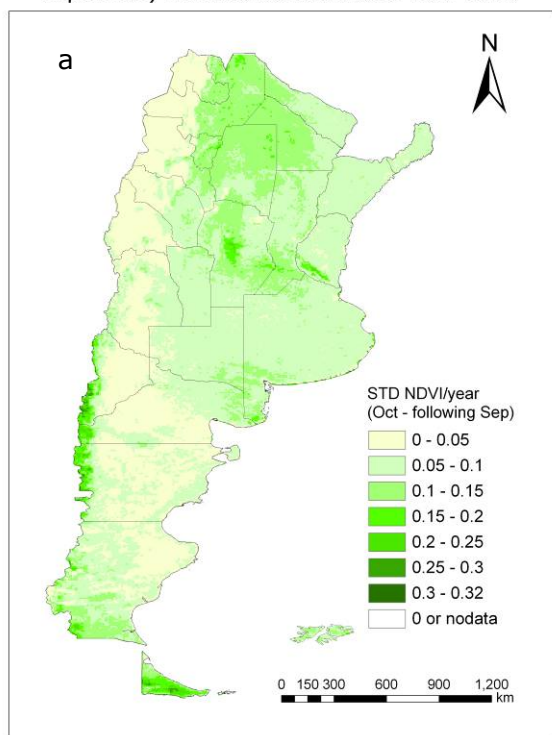 a
N
STD NDVI/year
(Oct - following Sep)
0 - 0.05
0.05 - 0.1
0.1 - 0.15
0.15 - 0.2
0.2 - 0.25
0.25 - 0.3
0.3 - 0.32
0 or nodata
0 150 300 600 900 1,200
km